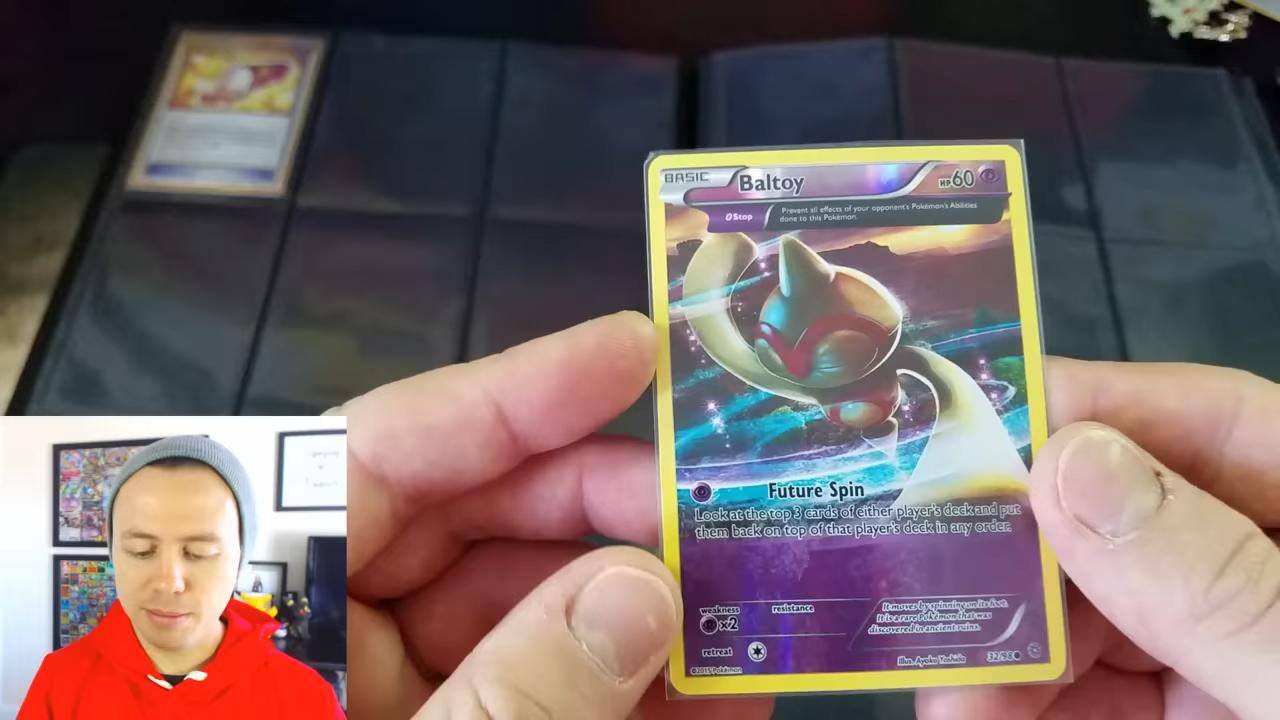 BASIC
Baltoy
HP60
θStop
Prevent all effects of your opponent's Pokémon's Abilities
done to this Pokémon.
Future Spin
Look at the top 3 cards of either player's deck and put
them back on top of that player's deck in any order.
weakness
resistance
×2
It moves by spinning on its foot.
It is a rare Pokémon that was
discovered in ancient ruins.
retreat
©2015 Pokémon
Illus. Ayaka Yoshida
32/98